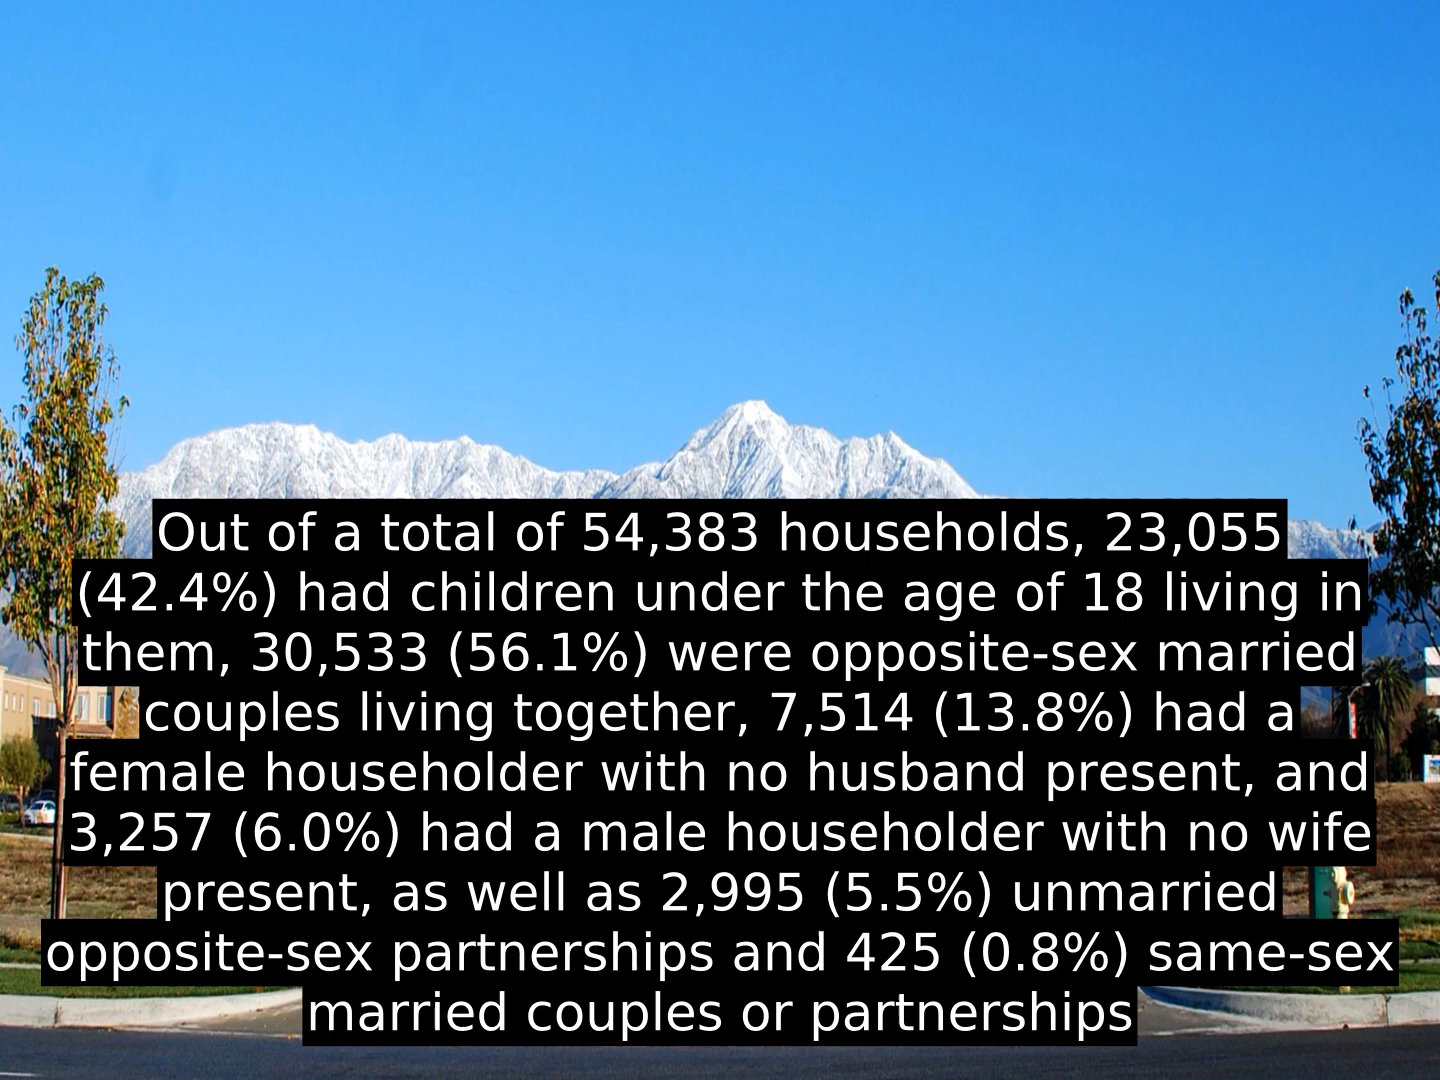 Out of a total of 54,383 households, 23,055
(42.4%) had children under the age of 18 living in
them, 30,533 (56.1%) were opposite-sex married
couples living together, 7,514 (13.8%) had a
female householder with no husband present, and
3,257 (6.0%) had a male householder with no wife
present, as well as 2,995 (5.5%) unmarried
opposite-sex partnerships and 425 (0.8%) same-sex
married couples or partnerships